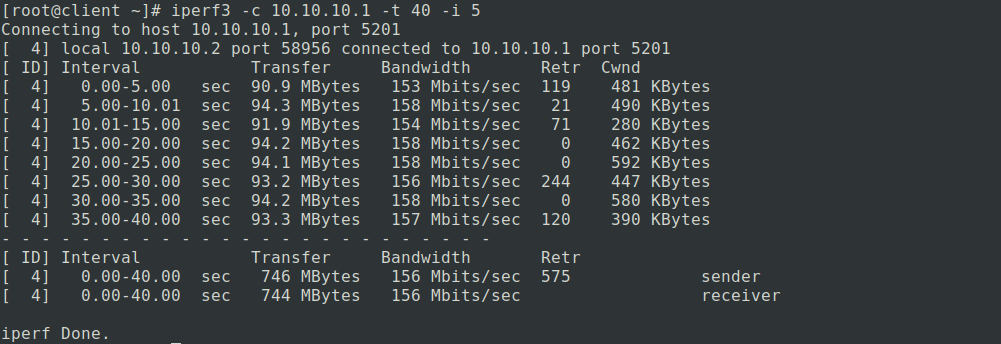 [root@client ~]# iperf3 -c 10.10.10.1 -t 40 -i 5
Connecting to host 10.10.10.1, port 5201
[  4] local 10.10.10.2 port 58956 connected to 10.10.10.1 port 5201
[ ID] Interval           Transfer     Bandwidth       Retr  Cwnd
[  4]   0.00-5.00   sec  90.9 MBytes   153 Mbits/sec  119    481 KBytes
[  4]   5.00-10.01  sec  94.3 MBytes   158 Mbits/sec   21    490 KBytes
[  4]  10.01-15.00  sec  91.9 MBytes   154 Mbits/sec   71    280 KBytes
[  4]  15.00-20.00  sec  94.2 MBytes   158 Mbits/sec    0    462 KBytes
[  4]  20.00-25.00  sec  94.1 MBytes   158 Mbits/sec    0    592 KBytes
[  4]  25.00-30.00  sec  93.2 MBytes   156 Mbits/sec  244    447 KBytes
[  4]  30.00-35.00  sec  94.2 MBytes   158 Mbits/sec    0    580 KBytes
[  4]  35.00-40.00  sec  93.3 MBytes   157 Mbits/sec  120    390 KBytes
- - - - - - - - - - - - - - - - - - - - - - - - -
[ ID] Interval           Transfer     Bandwidth       Retr
[  4]   0.00-40.00  sec   746 MBytes   156 Mbits/sec  575             sender
[  4]   0.00-40.00  sec   744 MBytes   156 Mbits/sec                  receiver
iperf Done.